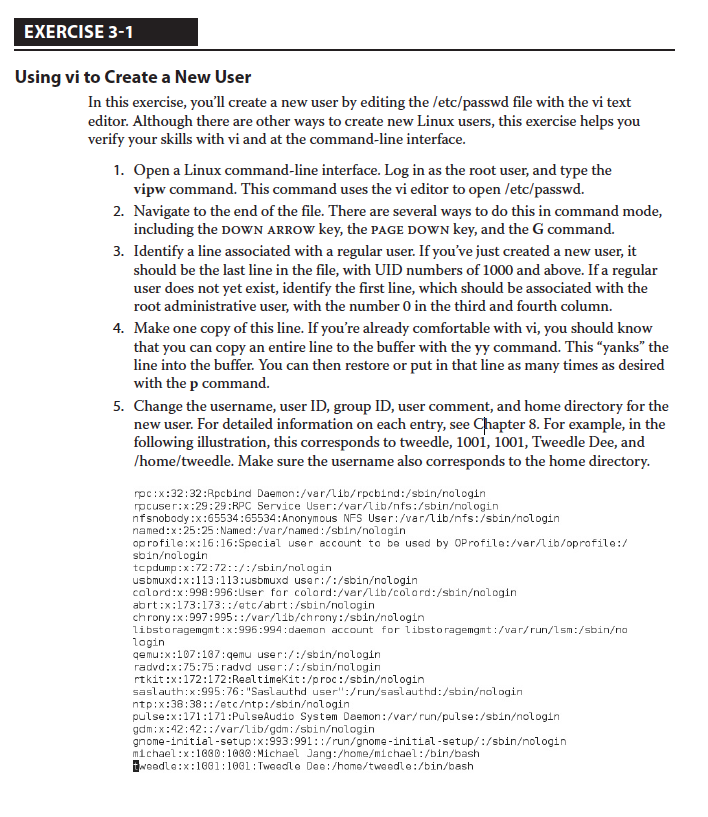 EXERCISE 3-1
Using vi to Create a New User
In this exercise, you'll create a new user by editing the /etc/passwd file with the vi text
editor. Although there are other ways to create new Linux users, this exercise helps you
verify your skills with vi and at the command-line interface.
1. Open a Linux command-line interface. Log in as the root user, and type the
vipw command. This command uses the vi editor to open /etc/passwd.
2. Navigate to the end of the file. There are several ways to do this in command mode,
including the DOWN ARROW key, the PAGE DOWN key, and the G command.
3. Identify a line associated with a regular user. If you've just created a new user, it
should be the last line in the file, with UID numbers of 1000 and above. If a regular
user does not yet exist, identify the first line, which should be associated with the
root administrative user, with the number 0 in the third and fourth column.
4. Make one copy of this line. If you're already comfortable with vi, you should know
that you can copy an entire line to the buffer with the yy command. This “yanks” the
line into the buffer. You can then restore or put in that line as many times as desired
with the p command.
5. Change the username, user ID, group ID, user comment, and home directory for the
new user. For detailed information on each entry, see Chapter 8. For example, in the
following illustration, this corresponds to tweedle, 1001, 1001, Tweedle Dee, and
/home/tweedle. Make sure the username also corresponds to the home directory.
rpc:x:32:32:Rpcbind Daemon:/var/lib/rpcbind:/sbin/nologin
rpcuser:x:29:29:RPC Service User:/var/lib/nfs:/sbin/nologin
nfsnobody:x:65534:65534:Anonymous NFS User:/var/lib/nfs:/sbin/nologin
named:x:25:25:Named:/var/named:/sbin/nologin
oprofile:x:16:16:Special user account to be used by OProfile:/var/lib/oprofile:/
sbin/nologin
tcpdump:x:72:72::/:/sbin/nologin
usbmuxd:x:113:113:usbmuxd user:/:/sbin/nologin
colord:x:998:996:User for colord:/var/lib/colord:/sbin/nologin
abrt:x:173:173::/etc/abrt:/sbin/nologin
chrony:x:997:995::/var/lib/chrony:/sbin/nologin
libstoragemgmt:x:996:994:daemon account for libstoragemgmt:/var/run/lsm:/sbin/no
login
qemu:x:107:107:qemu user:/:/sbin/nologin
radvd:x:75:75:radvd user:/:/sbin/nologin
rtkit:x:172:172:RealtimeKit:/proc:/sbin/nologin
saslauth:x:995:76:"Saslauthd user":/run/saslauthd:/sbin/nologin
ntp:x:38:38::/etc/ntp:/sbin/nologin
pulse:x:171:171:PulseAudio System Daemon:/var/run/pulse:/sbin/nologin
gdm:x:42:42::/var/lib/gdm:/sbin/nologin
gnome-initial-setup:x:993:991::/run/gnome-initial-setup/:/sbin/nologin
michael:x:1000:1000:Michael Jang:/home/michael:/bin/bash
tweedle:x:1001:1001:Tweedle Dee:/home/tweedle:/bin/bash